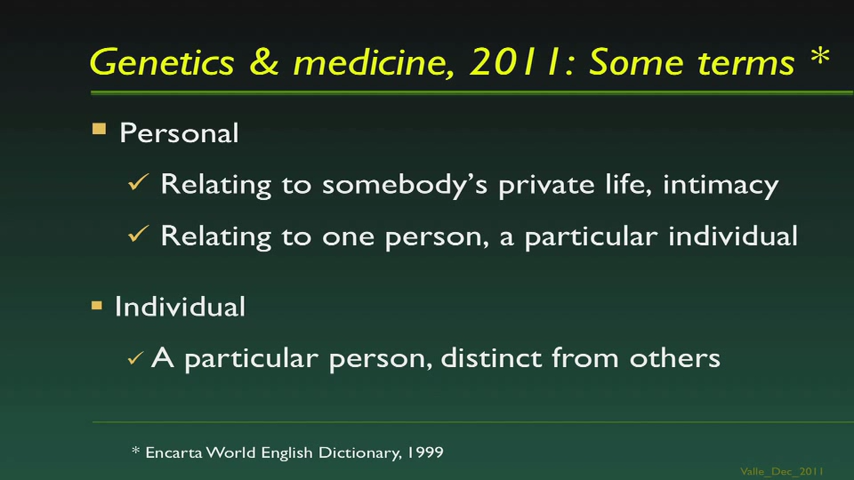 Genetics & medicine, 2011: Some terms *
Personal
Relating to somebody's private life, intimacy
Relating to one person, a particular individual
Individual
A particular person, distinct from others
* Encarta World English Dictionary, 1999
Valle_Dec_2011